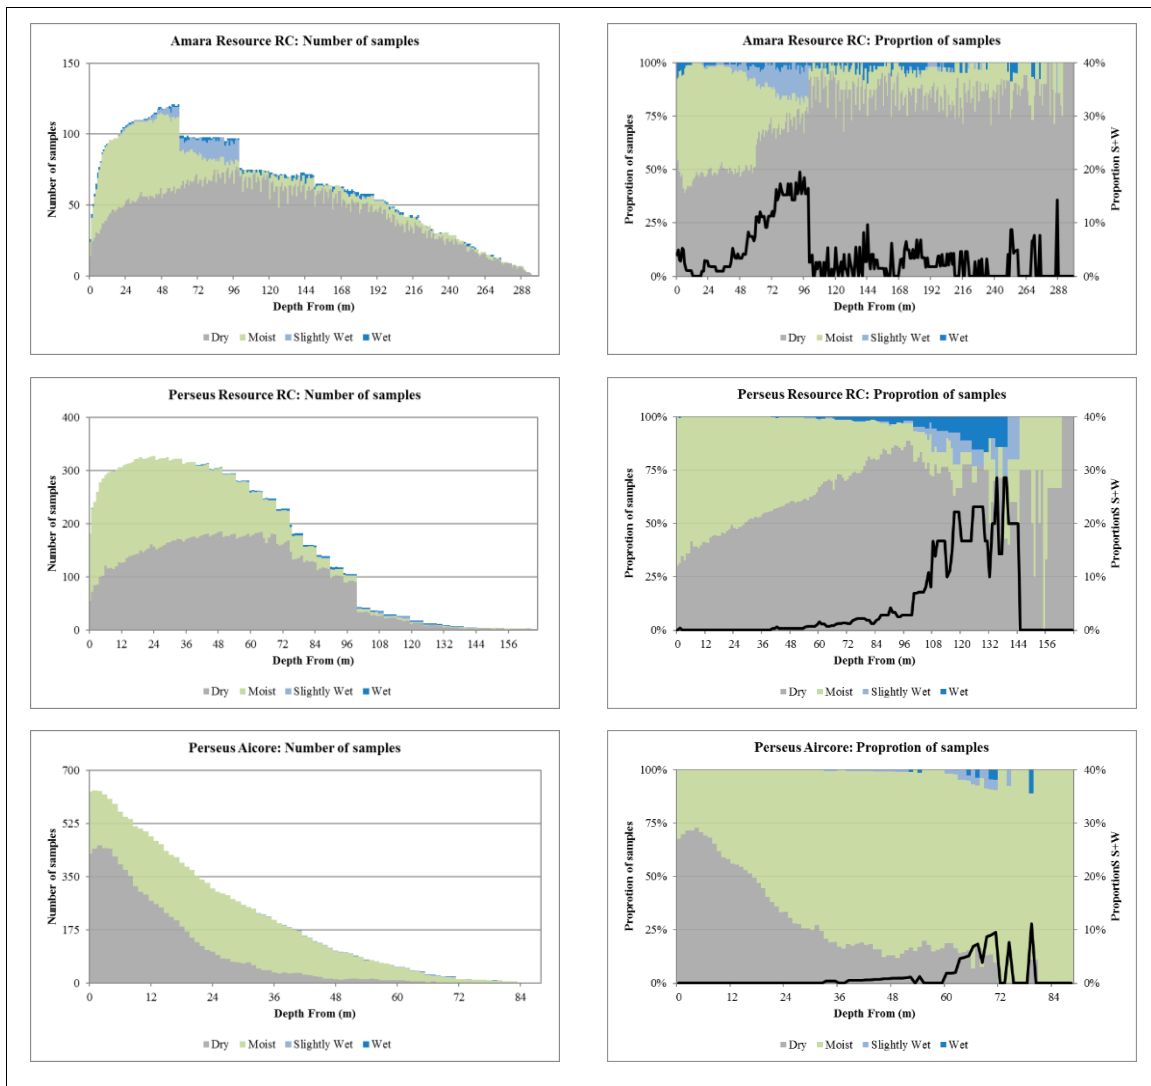 Amara Resource RC: Number of samples
150
100
50
0
Number of samples
0 24 48 72 96 120 144 168 192 216 240 264 288
Depth From (m)
Dry Moist Slightly Wet Wet
Amara Resource RC: Proprtion of samples
100% 40%
75% 30%
50% 20%
25% 10%
0% 0%
Proprotion of samples
Proportion S+W
0 24 48 72 96 120 144 168 192 216 240 264 288
Depth From (m)
Dry Moist Slightly Wet Wet
Perseus Resource RC: Number of samples
400
300
200
100
0
Number of samples
0 12 24 36 48 60 72 84 96 108 120 132 144 156
Depth From (m)
Dry Moist Slightly Wet Wet
Perseus Resource RC: Proprotion of samples
100% 40%
75% 30%
50% 20%
25% 10%
0% 0%
Proprotion of samples
ProportionS S+W
0 12 24 36 48 60 72 84 96 108 120 132 144 156
Depth From (m)
Dry Moist Slightly Wet Wet
Perseus Aicore: Number of samples
700
525
350
175
0
Number of samples
0 12 24 36 48 60 72 84
Depth From (m)
Dry Moist Slightly Wet Wet
Perseus Aircore: Proprotion of samples
100% 40%
75% 30%
50% 20%
25% 10%
0% 0%
Proprotion of samples
ProportionS S+W
0 12 24 36 48 60 72 84
Depth From (m)
Dry Moist Slightly Wet Wet